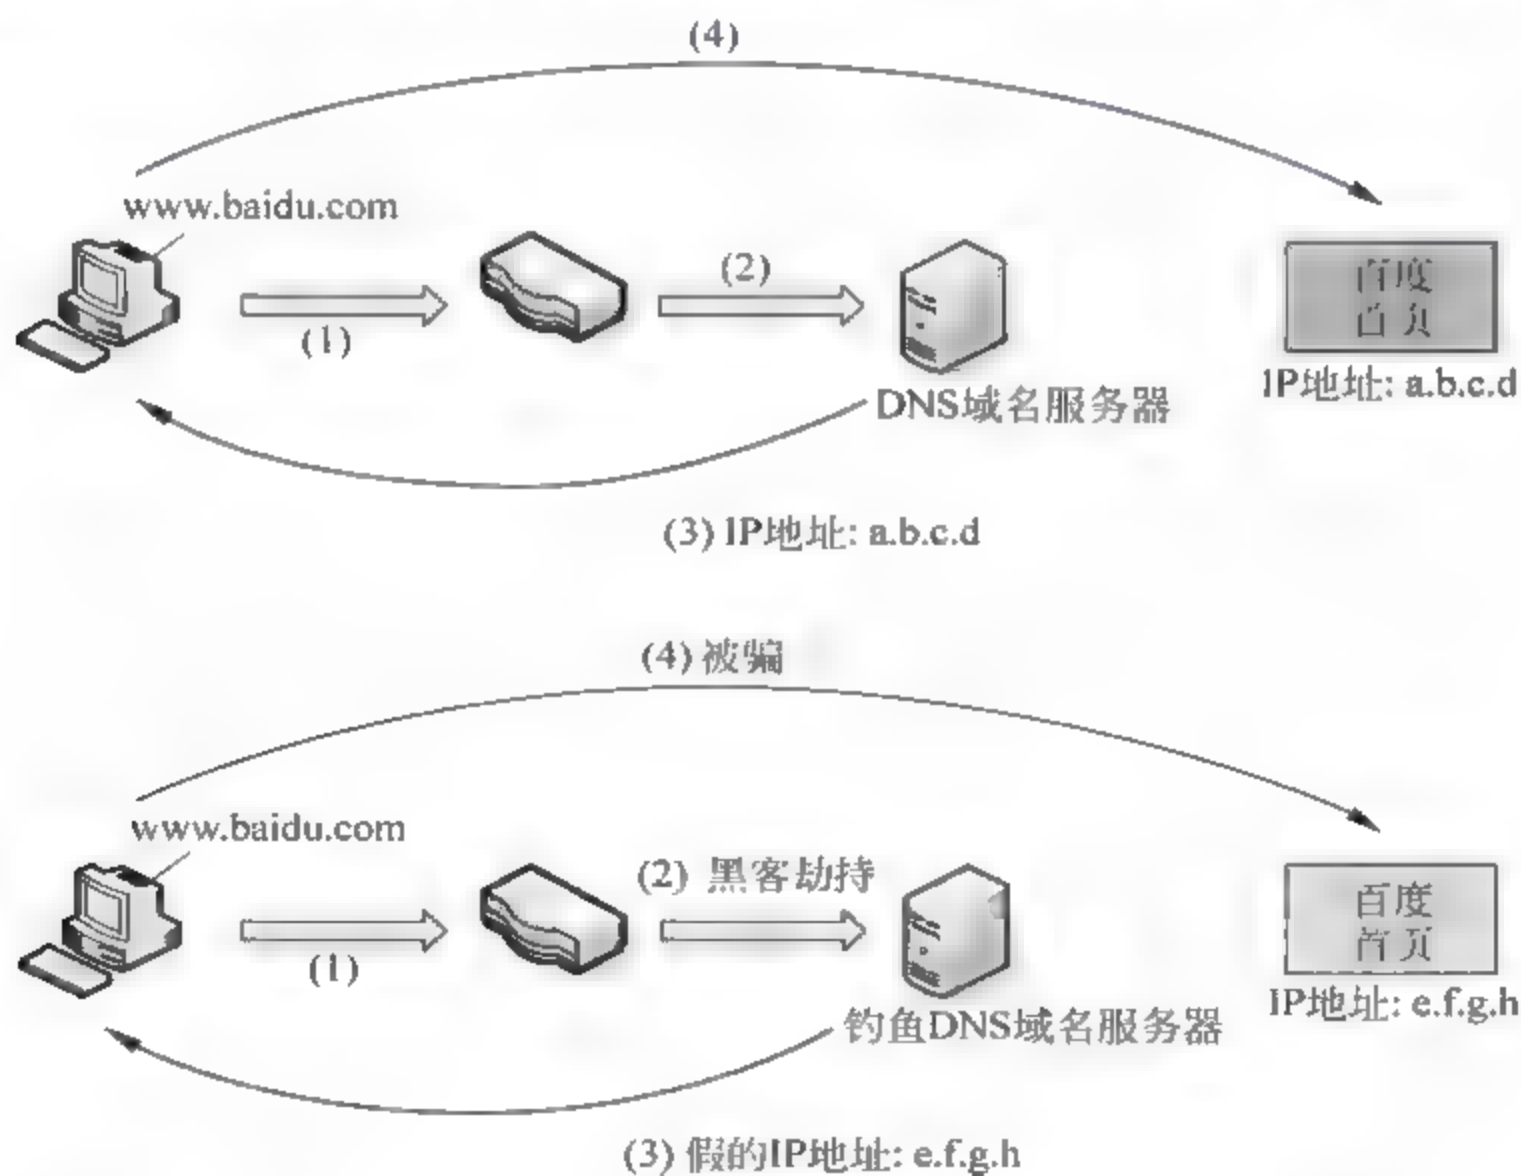 (4)
www.baidu.com
(1)
(2)
百度
首页
DNS域名服务器
IP地址: a.b.c.d
(3) IP地址: a.b.c.d
(4) 被骗
www.baidu.com
(1)
(2) 黑客劫持
百度
首页
钓鱼DNS域名服务器
IP地址: e.f.g.h
(3) 假的IP地址: e.f.g.h